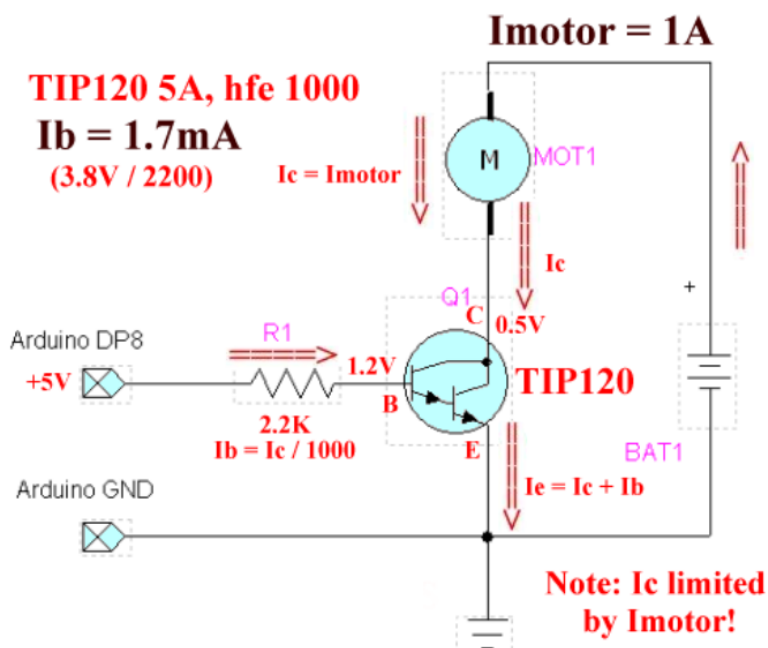 Imotor = 1A
TIP120 5A, hfe 1000
Ib = 1.7mA
(3.8V / 2200)
Ic = Imotor
M
MOT1
Ic
Q1
C
0.5V
+
Arduino DP8
R1
+5V
1.2V
B
TIP120
2.2K
Ib = Ic / 1000
E
BAT1
Arduino GND
Ie = Ic + Ib
Note: Ic limited
by Imotor!